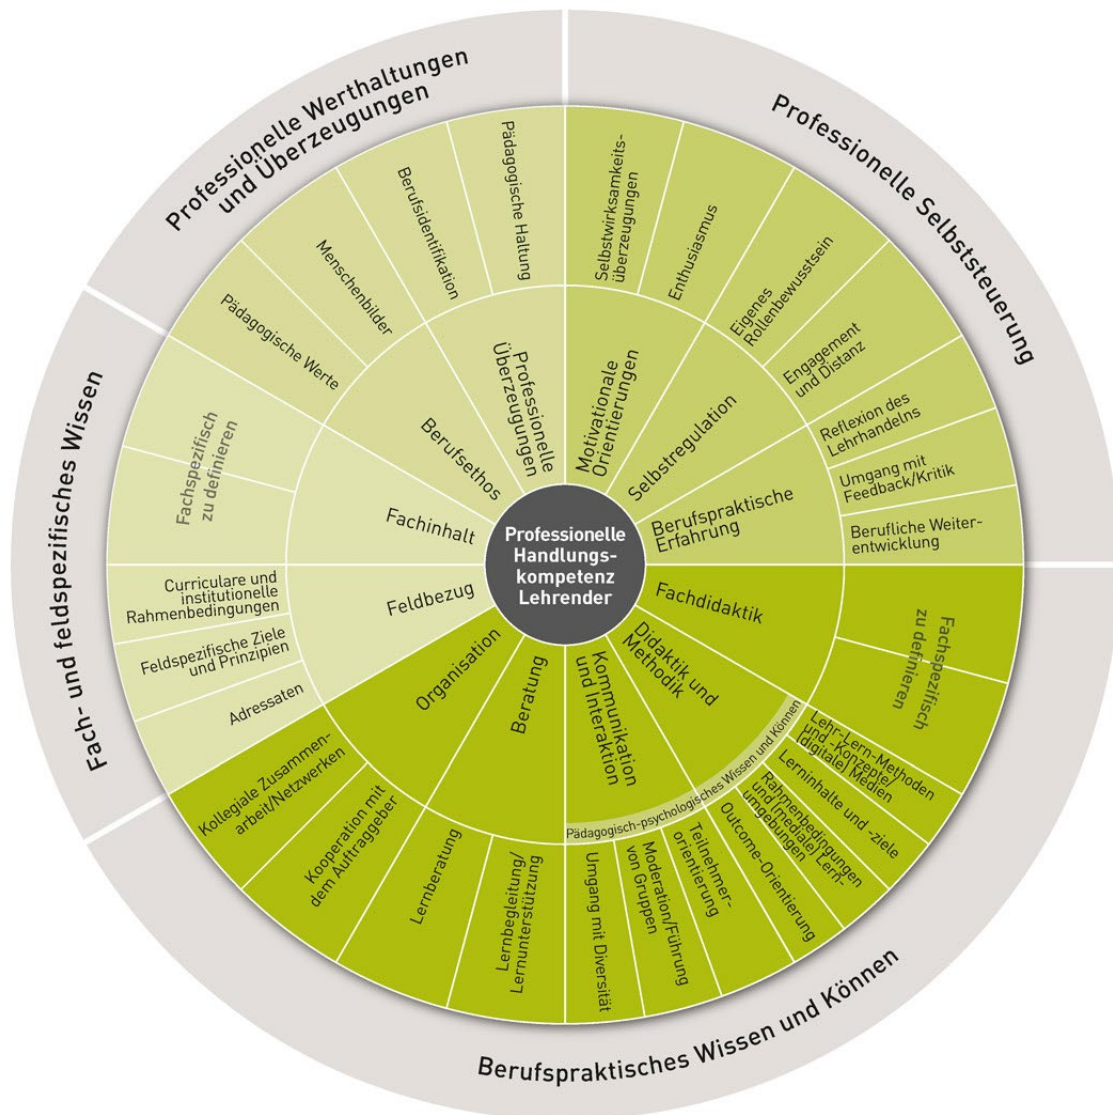 Professionelle Werthaltungen
und Überzeugungen
Professionelle Selbststeuerung
Fach- und feldspezifisches Wissen
Berufspraktisches Wissen und Können
Professionelle
Handlungs-
kompetenz
Lehrender
Motivationale
Orientierungen
Selbstwirksamkeits-
überzeugungen
Enthusiasmus
Selbstregulation
Eigenes
Rollenbewusstsein
Engagement
und Distanz
Berufspraktische
Erfahrung
Reflexion des
Lehrhandelns
Umgang mit
Feedback/Kritik
Berufliche Weiter-
entwicklung
Fachdidaktik
Fachspezifisch
zu definieren
Didaktik und
Methodik
Lehr-Lern-Methoden
und -Konzepte/
(digitale) Medien
Lerninhalte und -ziele
Rahmenbedingungen
und (mediale) Lern-
umgebungen
Outcome-Orientierung
Pädagogisch-psychologisches Wissen und Können
Kommunikation
und Interaktion
Teilnehmer-
orientierung
Moderation/Führung
von Gruppen
Umgang mit Diversität
Beratung
Lernbegleitung/
Lernunterstützung
Lernberatung
Organisation
Kooperation mit
dem Auftraggeber
Kollegiale Zusammen-
arbeit/Netzwerken
Feldbezug
Adressaten
Feldspezifische Ziele
und Prinzipien
Curriculare und
institutionelle
Rahmenbedingungen
Fachinhalt
Fachspezifisch
zu definieren
Berufsethos
Pädagogische Werte
Menschenbilder
Professionelle
Überzeugungen
Berufsidentifikation
Pädagogische Haltung